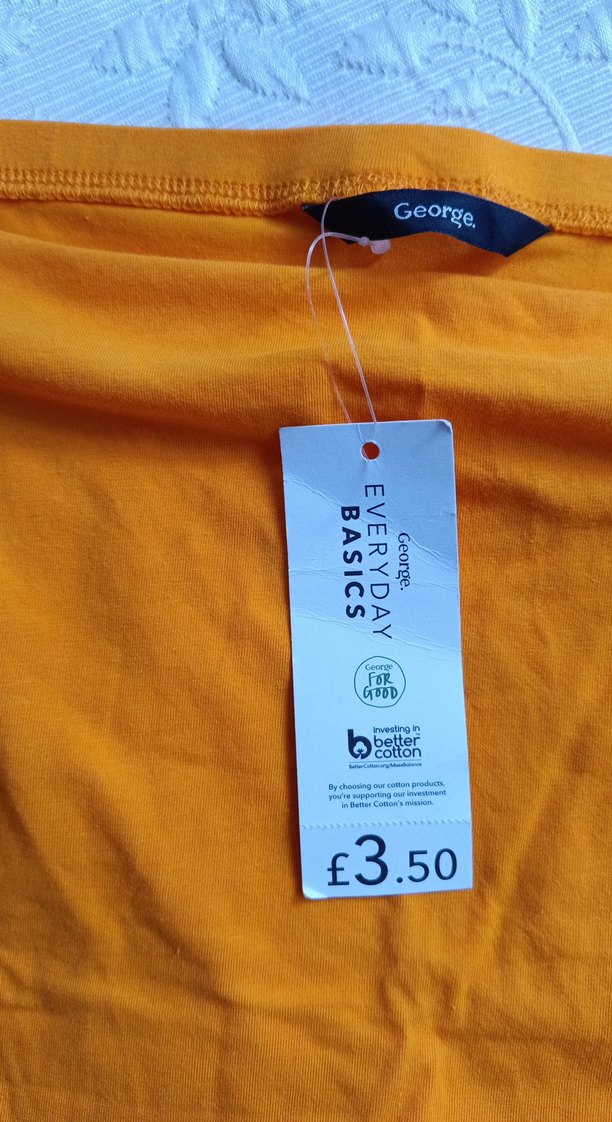 George.
George.
EVERYDAY
BASICS
George
FOR
GOOD
investing in
better
cotton
BetterCotton.org/MassBalance
By choosing our cotton products,
you're supporting our investment
in Better Cotton's mission.
£3.50